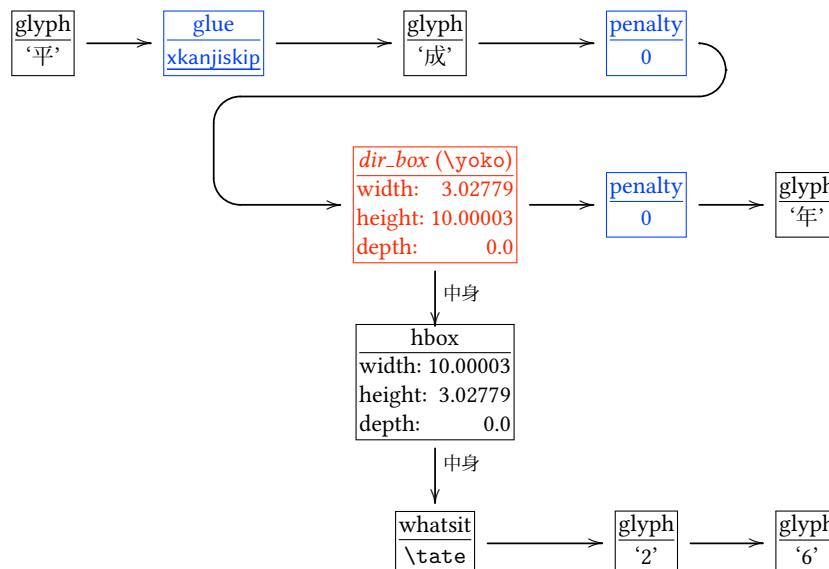 glyph
‘平’
glue
xkanjiskip
glyph
‘成’
penalty
0
dir_box (\yoko)
width: 3.02779
height: 10.00003
depth: 0.0
penalty
0
glyph
‘年’
中身
hbox
width: 10.00003
height: 3.02779
depth: 0.0
中身
whatsit
\tate
glyph
‘2’
glyph
‘6’